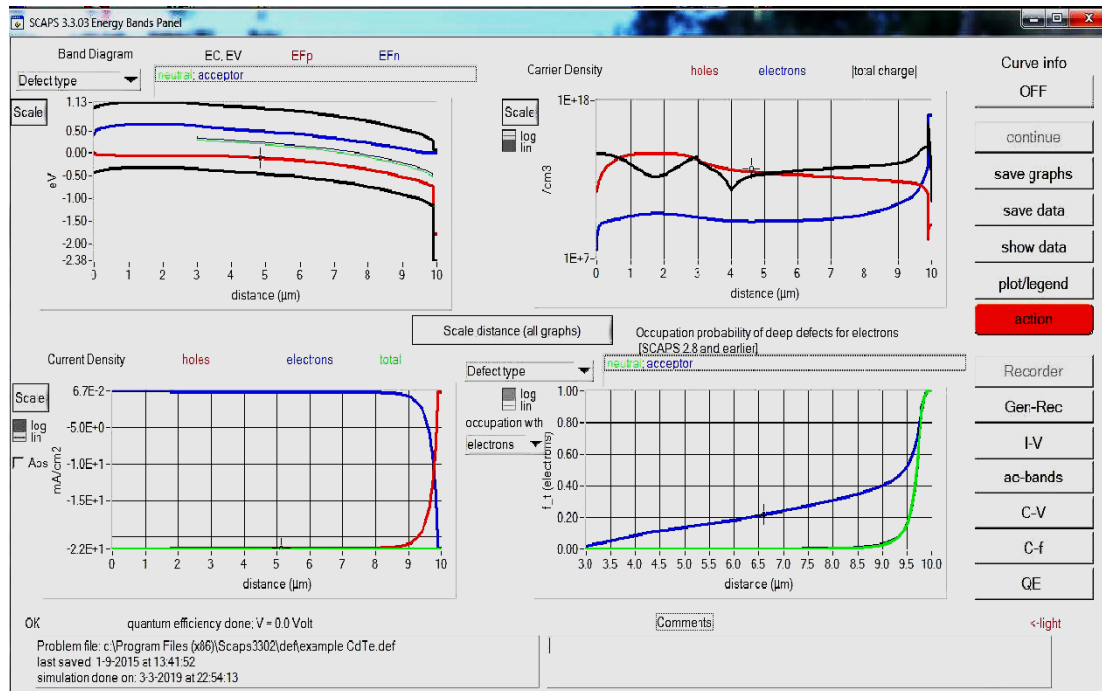 SCAPS 3.3.03 Energy Bands Panel
Band Diagram EC, EV EFp EFn
Defect type
neutral; acceptor
Scale
1.13
0.50
0.00
-0.50
-1.00
-1.50
-2.00
-2.38
eV
1 2 3 4 5 6 7 8 9 10
distance (µm)
Carrier Density holes electrons |total charge|
Scale
log
lin
1E+18
/cm3
1E+7
0 1 2 3 4 5 6 7 8 9 10
distance (µm)
Curve info
OFF
continue
save graphs
save data
show data
plot/legend
action
Scale distance (all graphs)
Current Density holes electrons total
Scale
log
lin
Abs
6.7E-2
-5.0E+0
-1.0E+1
-1.5E+1
-2.2E+1
mA/cm2
0 1 2 3 4 5 6 7 8 9 10
distance (µm)
Occupation probability of deep defects for electrons
[SCAPS 2.8 and earlier]
Defect type
neutral; acceptor
log
lin
occupation with
electrons
1.00
0.80
0.60
0.40
0.20
0.00
f_t (electrons)
3.0 3.5 4.0 4.5 5.0 5.5 6.0 6.5 7.0 7.5 8.0 8.5 9.0 9.5 10.0
distance (µm)
Recorder
Gen-Rec
I-V
ac-bands
C-V
C-f
QE
OK quantum efficiency done; V = 0.0 Volt
Comments
<-light
Problem file: c:\Program Files (x86)\Scaps3302\def\example CdTe.def
last saved: 1-9-2015 at 13:41:52
simulation done on: 3-3-2019 at 22:54:13